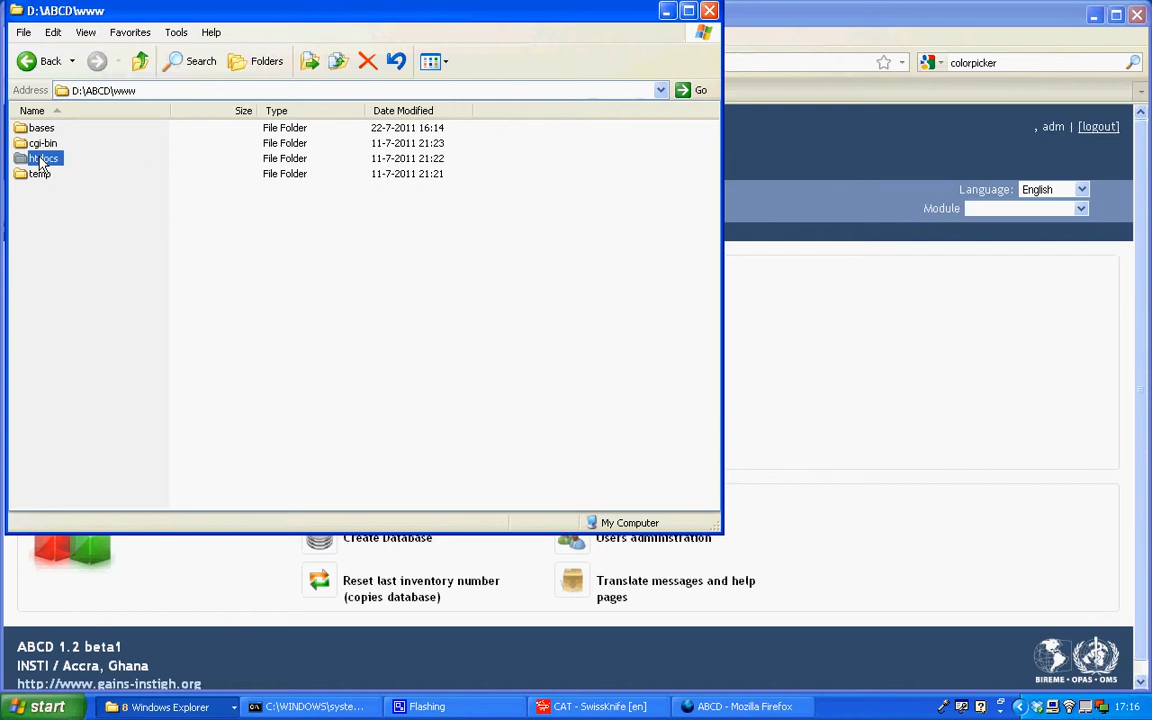 D:\ABCD\www
File Edit View Favorites Tools Help
Back Search Folders
Address D:\ABCD\www Go
colorpicker
Name Size Type Date Modified
bases File Folder 22-7-2011 16:14
cgi-bin File Folder 11-7-2011 21:23
htdocs File Folder 11-7-2011 21:22
temp File Folder 11-7-2011 21:21
, adm | [logout]
Language: English
Module
My Computer
Create Database Users administration
Reset last inventory number
(copies database)
Translate messages and help
pages
ABCD 1.2 beta1
INSTI / Accra, Ghana
http://www.gains-instigh.org
BIREME • OPAS • OMS
start 8 Windows Explorer C:\WINDOWS\syste... Flashing CAT - SwissKnife [en] ABCD - Mozilla Firefox 17:16